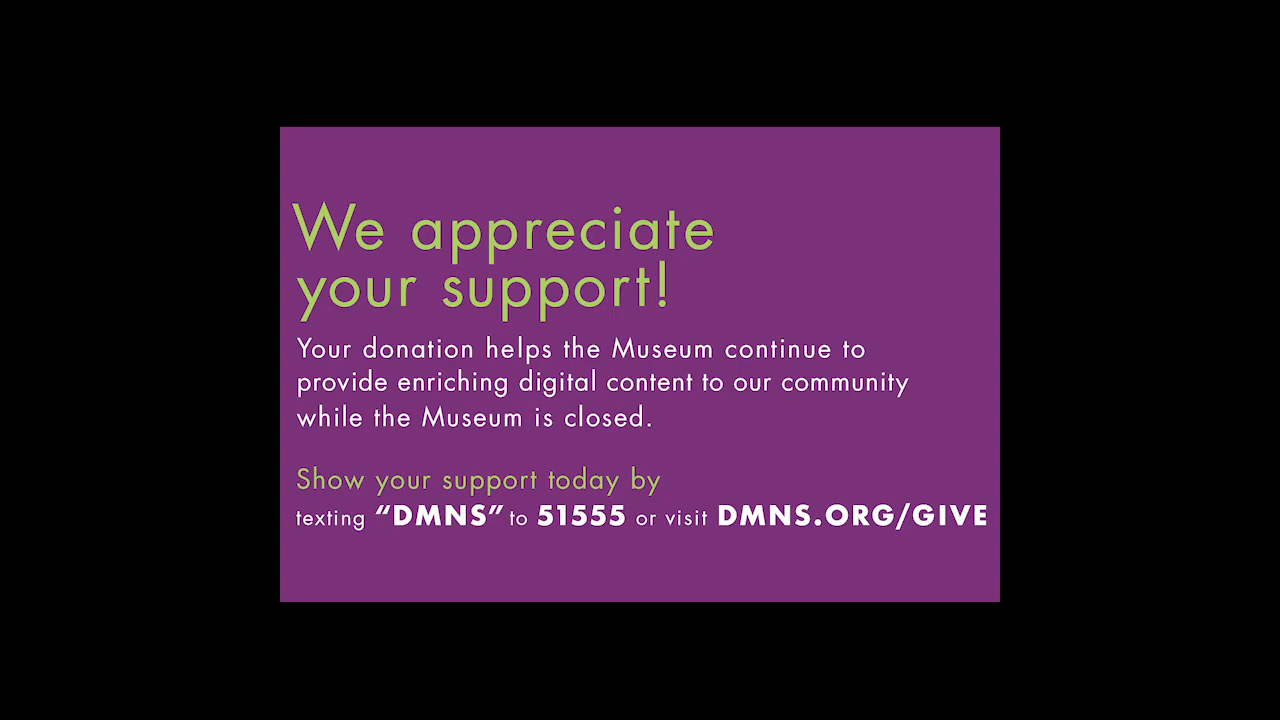 We appreciate
your support!
Your donation helps the Museum continue to
provide enriching digital content to our community
while the Museum is closed.
Show your support today by
texting “DMNS” to 51555 or visit DMNS.ORG/GIVE